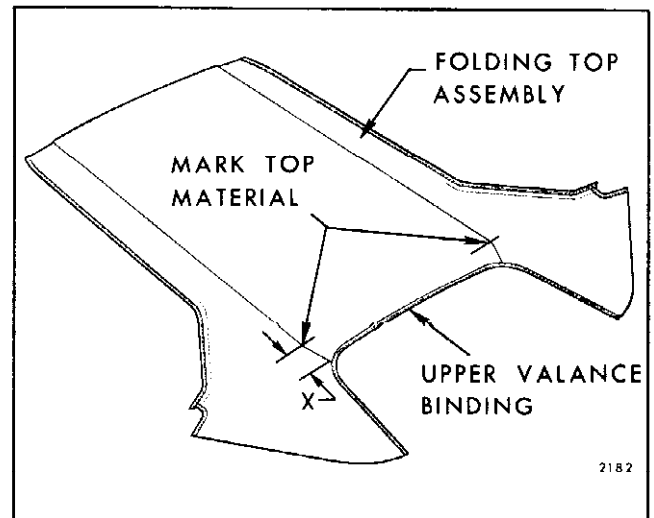 FOLDING TOP
ASSEMBLY
MARK TOP
MATERIAL
X
UPPER VALANCE
BINDING
2182